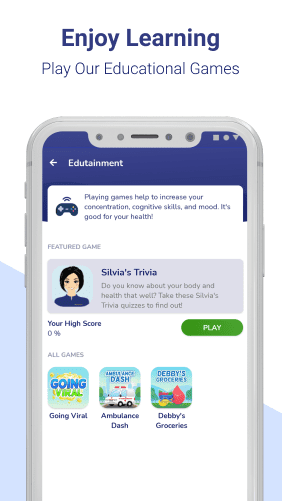 Enjoy Learning
Play Our Educational Games
Edutainment
Playing games help to increase your
concentration, cognitive skills, and mood. It's
good for your health!
FEATURED GAME
Silvia's Trivia
Do you know about your body and
health that well? Take these Silvia's
Trivia quizzes to find out!
Your High Score
0 %
PLAY
ALL GAMES
GOING
VIRAL
AMBULANCE
DASH
DEBBY'S
GROCERIES
Going Viral
Ambulance
Dash
Debby's
Groceries